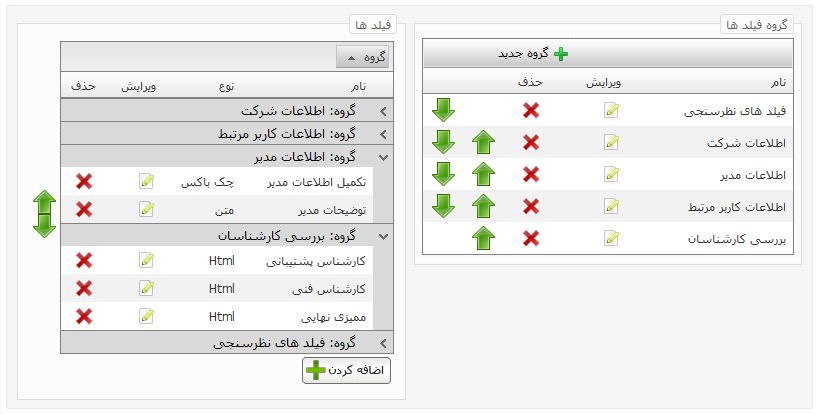 گروه فیلد ها
گروه جدید
نام ویرایش حذف
فیلد های نظرسنجی
اطلاعات شرکت
اطلاعات مدیر
اطلاعات کاربر مرتبط
بررسی کارشناسان
فیلد ها
گروه
نام نوع ویرایش حذف
گروه: اطلاعات شرکت
گروه: اطلاعات کاربر مرتبط
گروه: اطلاعات مدیر
تکمیل اطلاعات مدیر چک باکس
توضیحات مدیر متن
گروه: بررسی کارشناسان
کارشناس پشتیبانی Html
کارشناس فنی Html
ممیزی نهایی Html
گروه: فیلد های نظرسنجی
اضافه کردن